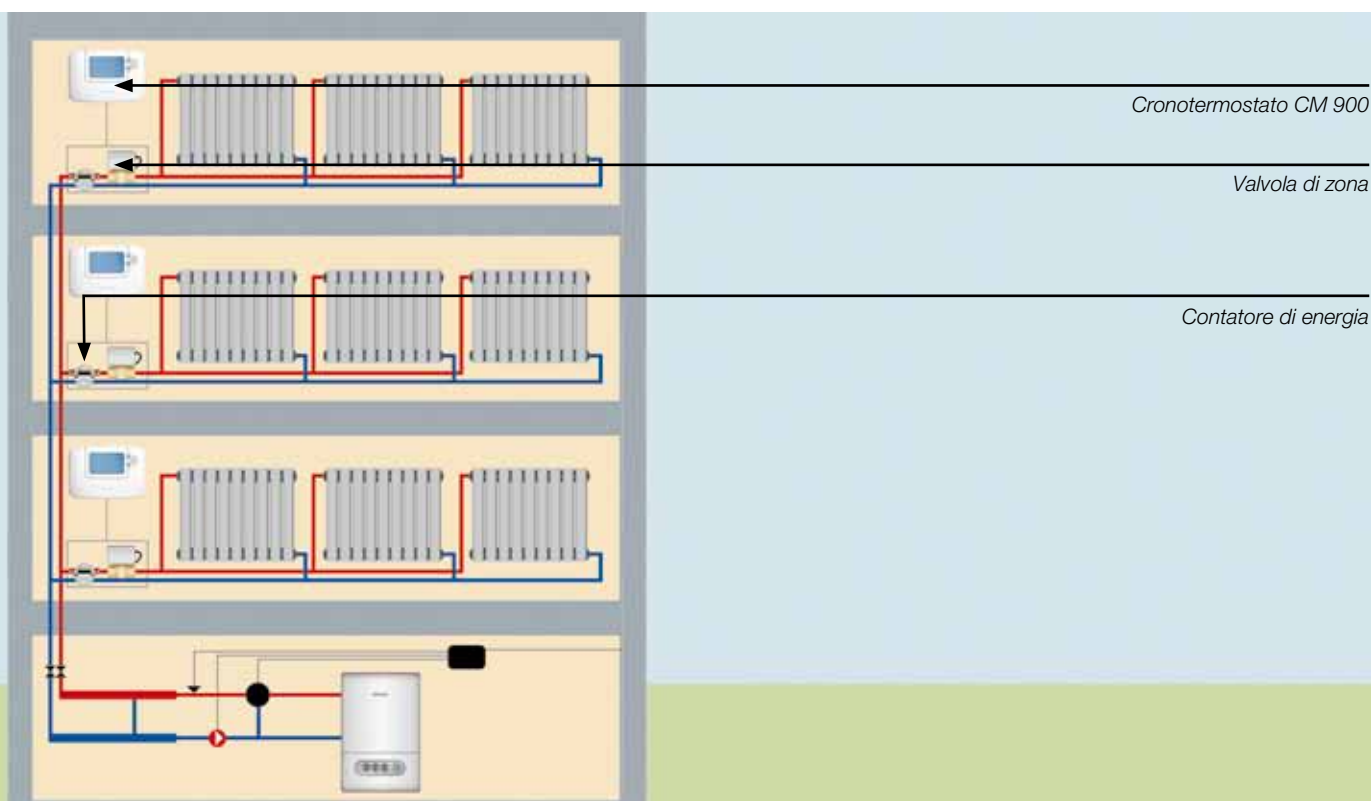 Cronotermostato CM 900
Valvola di zona
Contatore di energia